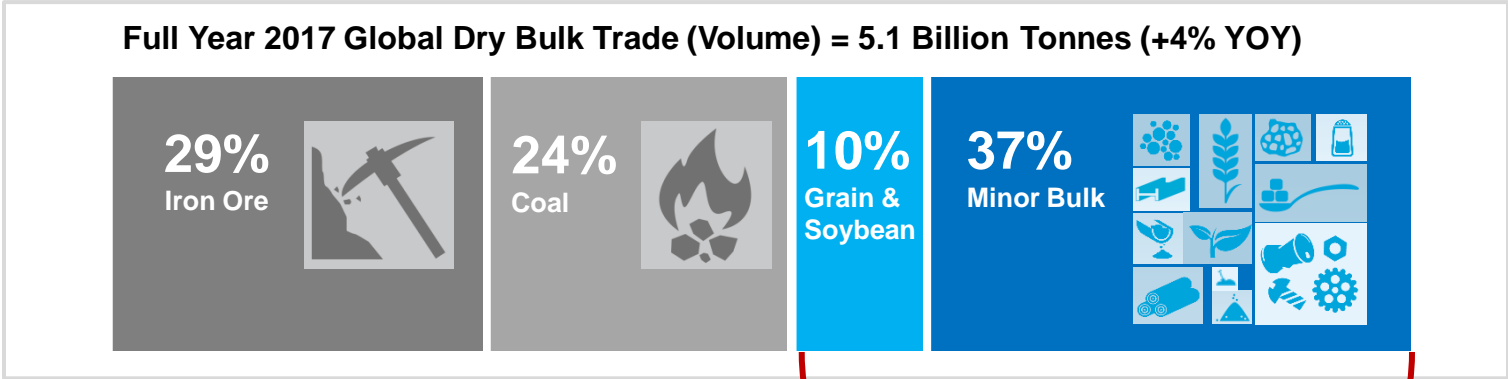 Full Year 2017 Global Dry Bulk Trade (Volume) = 5.1 Billion Tonnes (+4% YOY)
29%
Iron Ore
24%
Coal
10%
Grain &
Soybean
37%
Minor Bulk